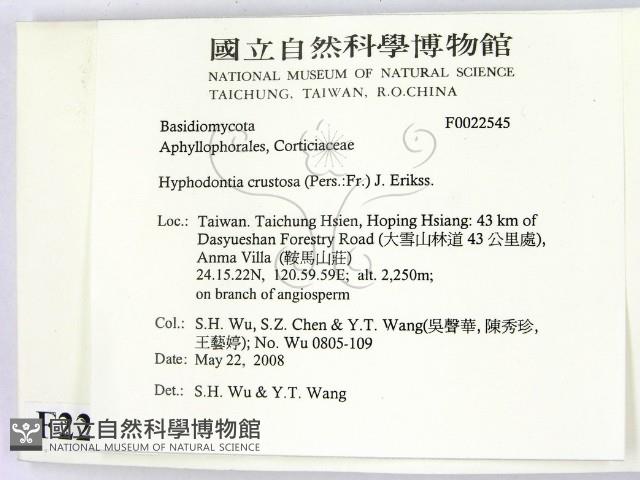 國立自然科學博物館
NATIONAL MUSEUM OF NATURAL SCIENCE
TAICHUNG, TAIWAN, R.O.CHINA
Basidiomycota F0022545
Aphyllophorales, Corticiaceae
Hyphodontia crustosa (Pers.:Fr.) J. Erikss.
Loc.: Taiwan. Taichung Hsien, Hoping Hsiang: 43 km of
Dasyueshan Forestry Road (大雪山林道 43 公里處),
Anma Villa (鞍馬山莊)
24.15.22N, 120.59.59E; alt. 2,250m;
on branch of angiosperm
Col.: S.H. Wu, S.Z. Chen & Y.T. Wang(吳聲華, 陳秀珍,
王藝婷); No. Wu 0805-109
Date: May 22, 2008
Det.: S.H. Wu & Y.T. Wang
F22
國立自然科學博物館
NATIONAL MUSEUM OF NATURAL SCIENCE